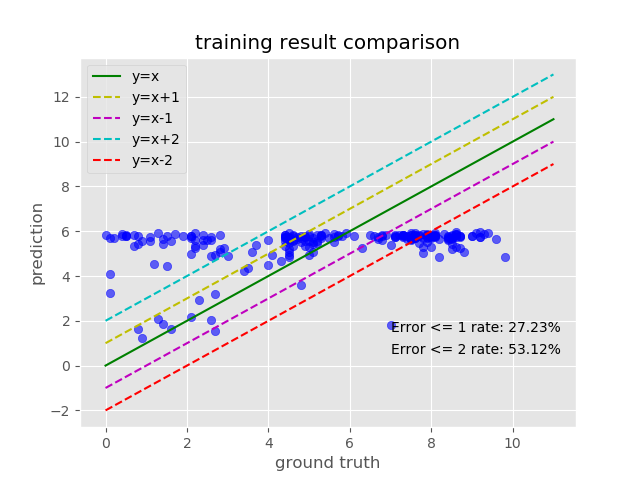 training result comparison
y=x
y=x+1
y=x-1
y=x+2
y=x-2
12
10
8
6
4
2
0
−2
prediction
Error <= 1 rate: 27.23%
Error <= 2 rate: 53.12%
0 2 4 6 8 10
ground truth